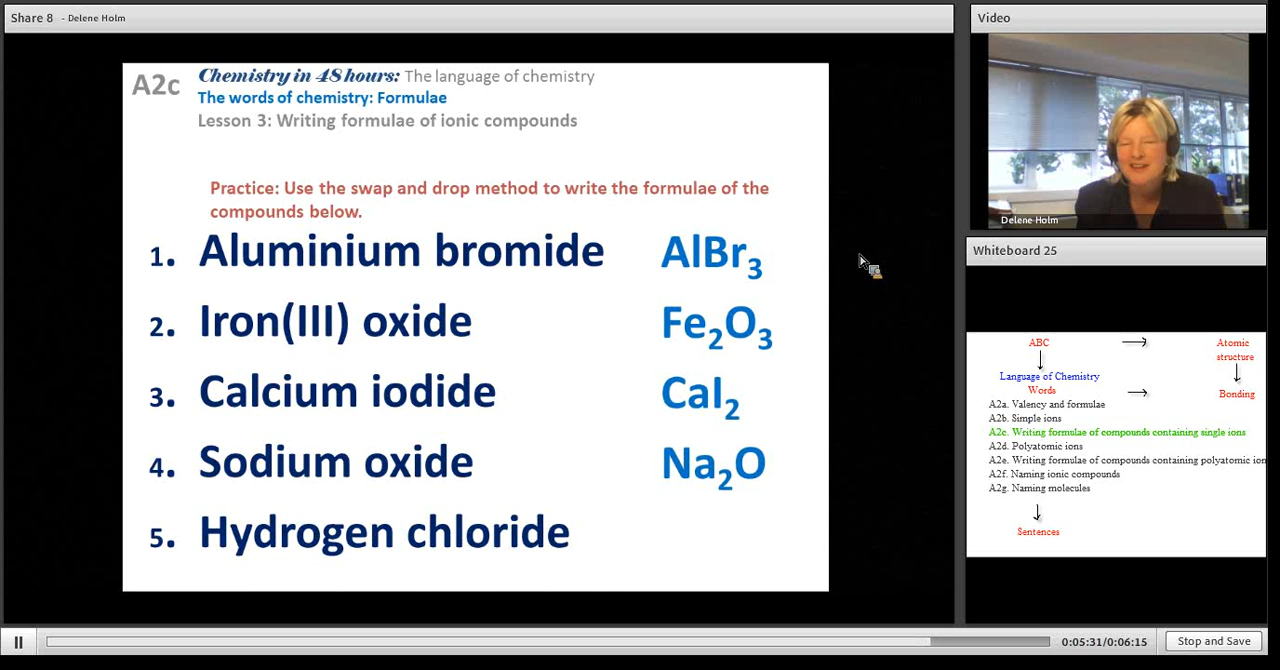 Share 8 - Delene Holm
A2c
Chemistry in 48 hours: The language of chemistry
The words of chemistry: Formulae
Lesson 3: Writing formulae of ionic compounds
Practice: Use the swap and drop method to write the formulae of the
compounds below.
1. Aluminium bromide AlBr₃
2. Iron(III) oxide Fe₂O₃
3. Calcium iodide CaI₂
4. Sodium oxide Na₂O
5. Hydrogen chloride
Video
Delene Holm
Whiteboard 25
ABC → Atomic
structure
↓ ↓
Language of Chemistry
Words → Bonding
A2a. Valency and formulae
A2b. Simple ions
A2c. Writing formulae of compounds containing single ions
A2d. Polyatomic ions
A2e. Writing formulae of compounds containing polyatomic ion
A2f. Naming ionic compounds
A2g. Naming molecules
↓
Sentences
0:05:31/0:06:15 Stop and Save